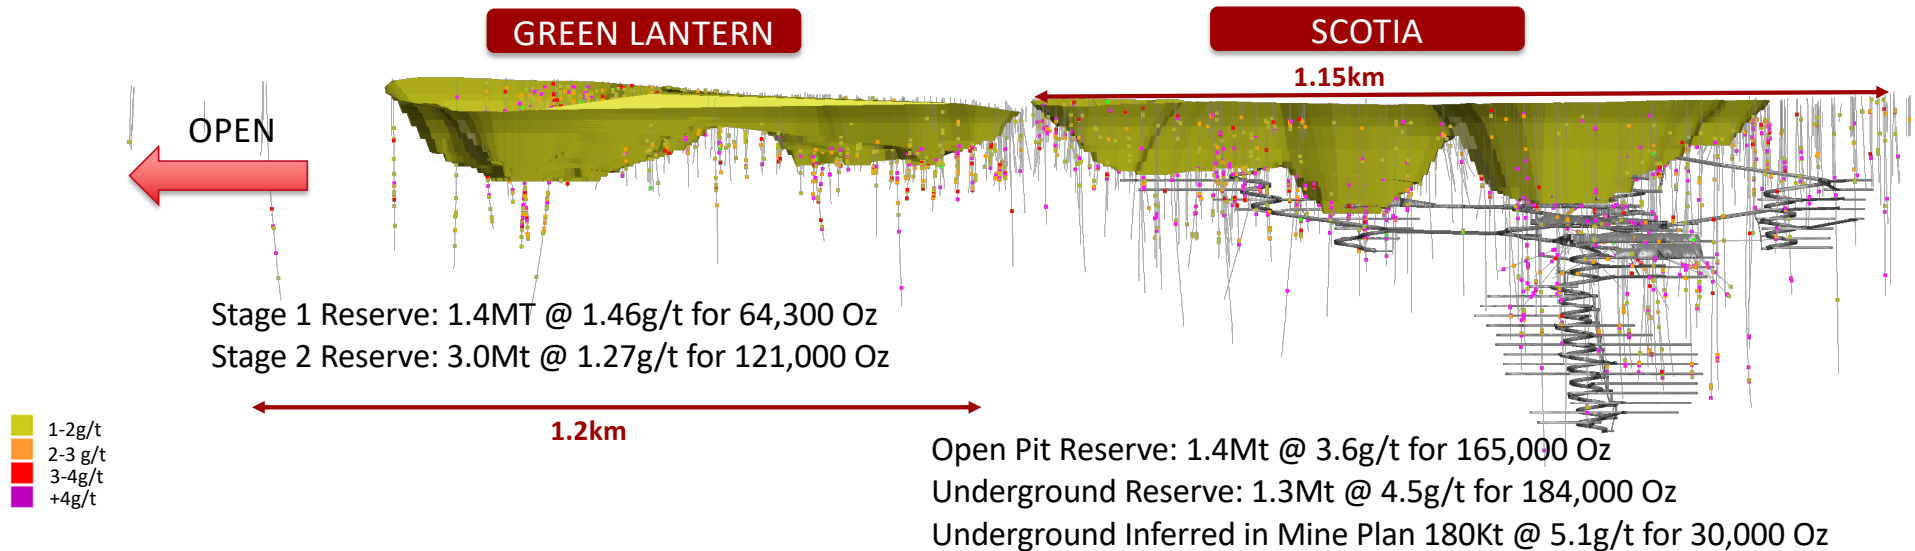 GREEN LANTERN
SCOTIA
1.15km
OPEN
Stage 1 Reserve: 1.4MT @ 1.46g/t for 64,300 Oz
Stage 2 Reserve: 3.0Mt @ 1.27g/t for 121,000 Oz
1.2km
1-2g/t
2-3 g/t
3-4g/t
+4g/t
Open Pit Reserve: 1.4Mt @ 3.6g/t for 165,000 Oz
Underground Reserve: 1.3Mt @ 4.5g/t for 184,000 Oz
Underground Inferred in Mine Plan 180Kt @ 5.1g/t for 30,000 Oz